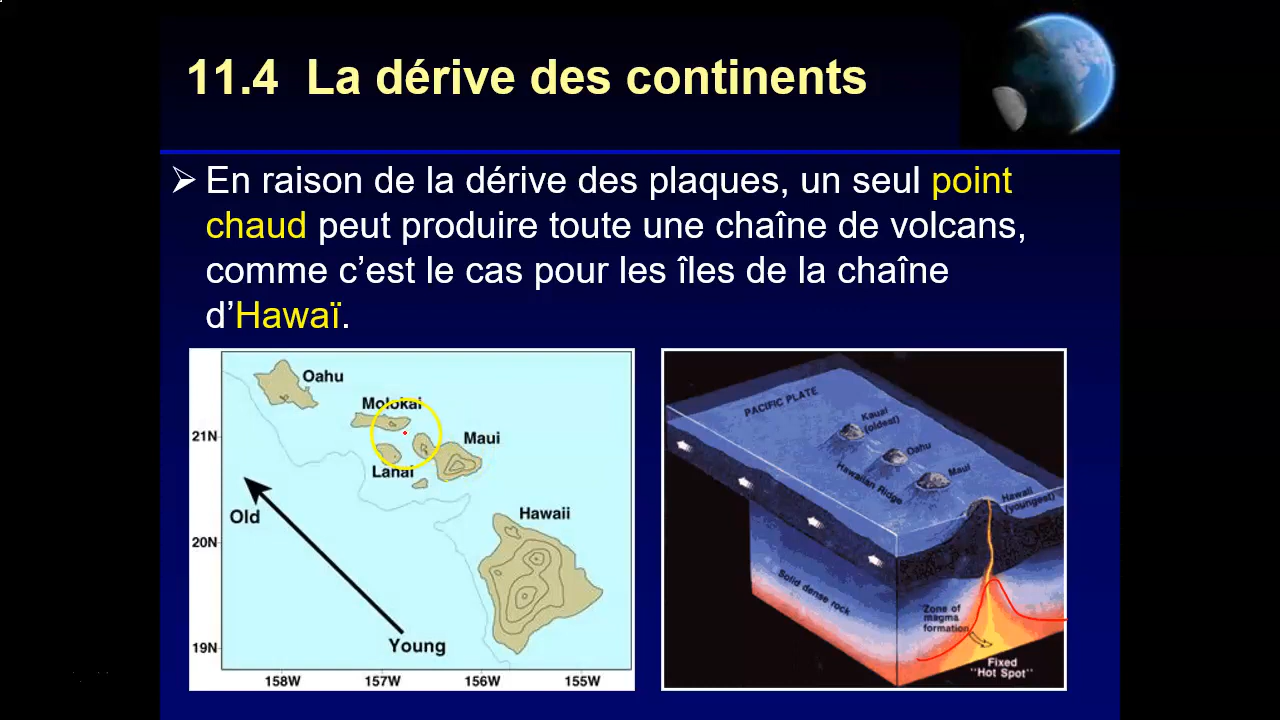 11.4 La dérive des continents
➢ En raison de la dérive des plaques, un seul point
chaud peut produire toute une chaîne de volcans,
comme c’est le cas pour les îles de la chaîne
d’Hawaï.
Oahu
Molokai
21N
Maui
Lanai
Old
Hawaii
20N
Young
19N
158W 157W 156W 155W
PACIFIC PLATE
Kauai
(oldest)
Oahu
Maui
Hawaiian Ridge
Hawaii
(youngest)
Solid dense rock
Zone of
magma
formation
Fixed
"Hot Spot"